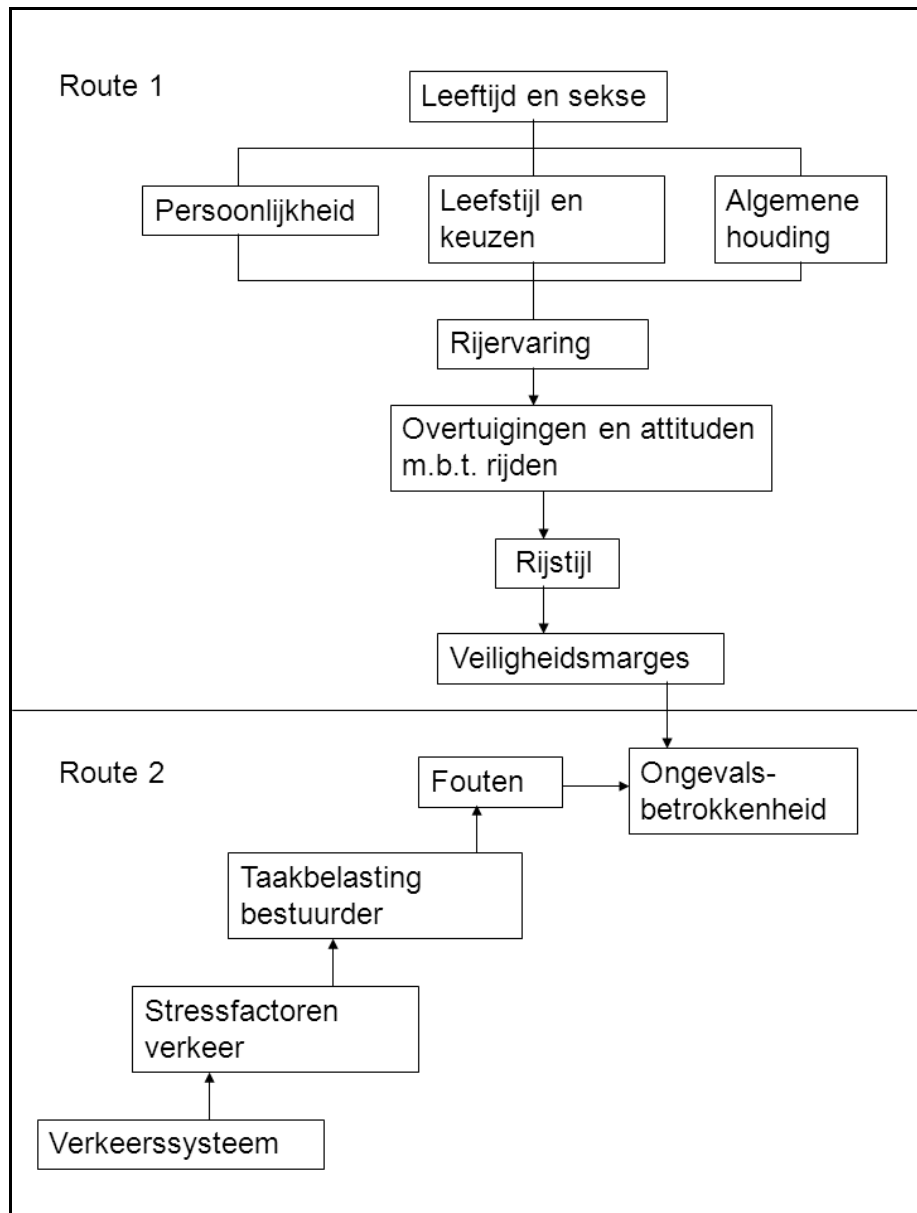 Route 1
Leeftijd en sekse
Persoonlijkheid
Leefstijl en
keuzen
Algemene
houding
Rijervaring
Overtuigingen en attituden
m.b.t. rijden
Rijstijl
Veiligheidsmarges
Route 2
Fouten
Ongevals-
betrokkenheid
Taakbelasting
bestuurder
Stressfactoren
verkeer
Verkeerssysteem